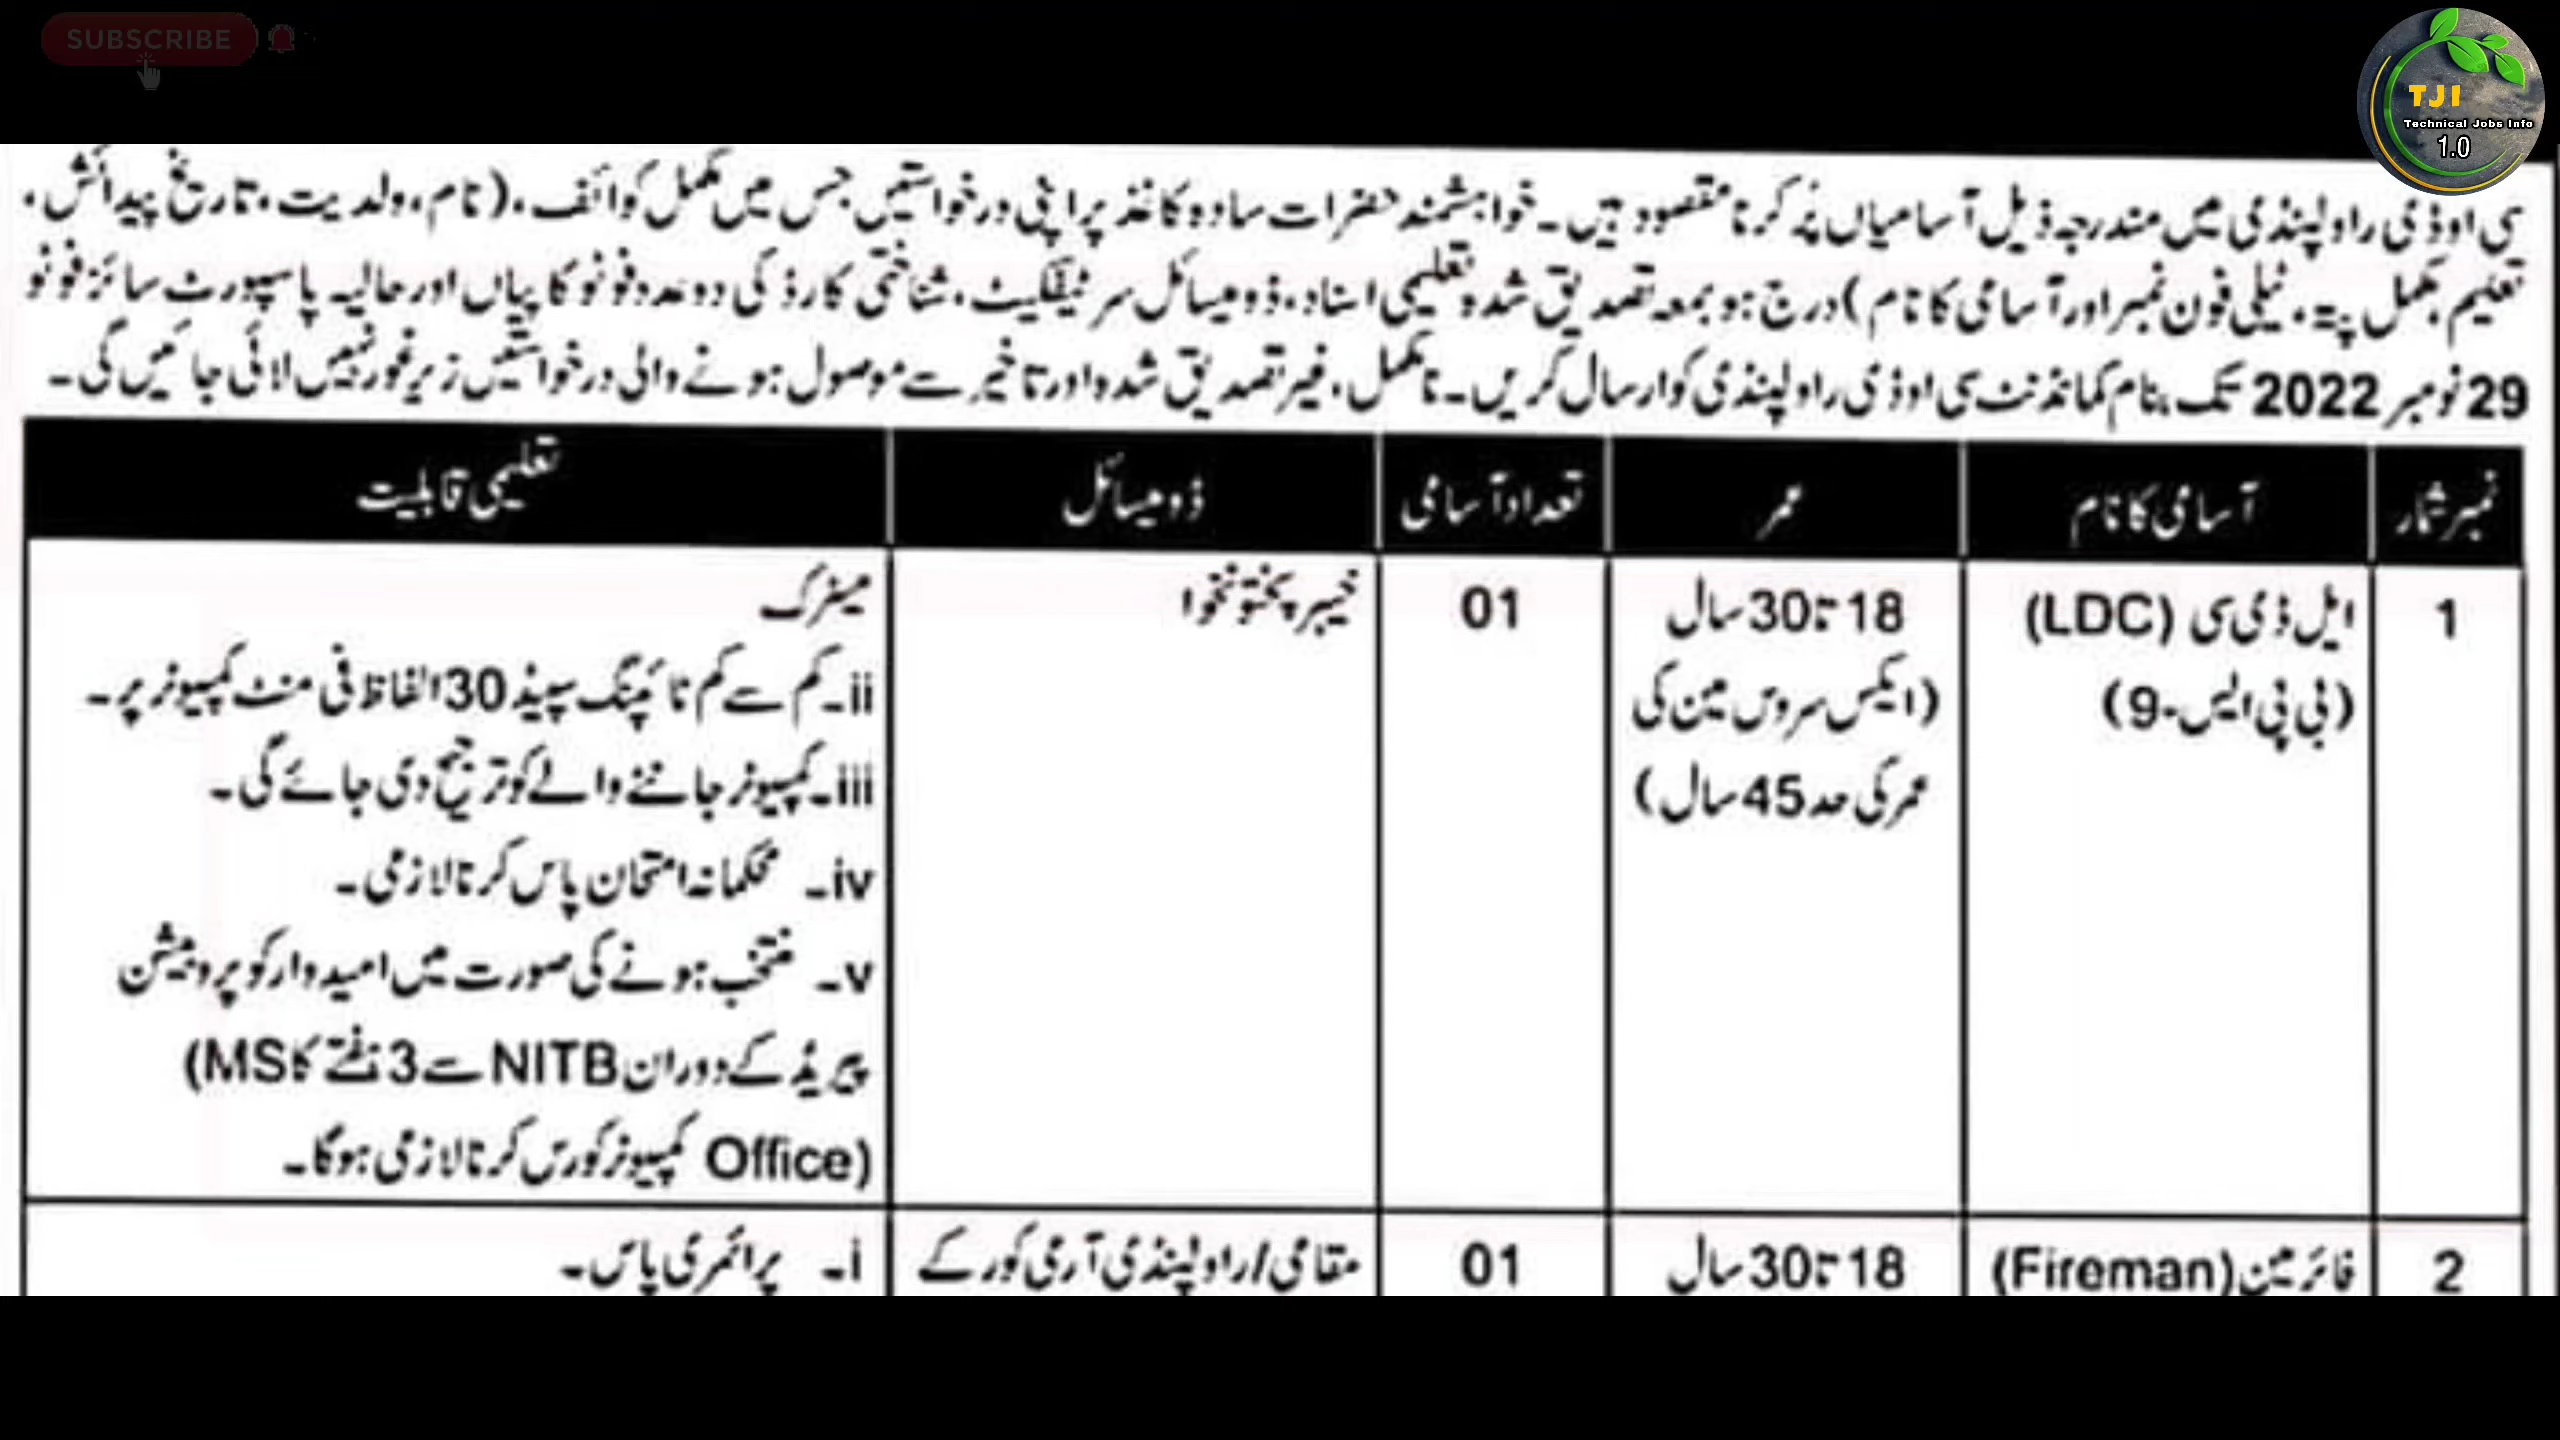 SUBSCRIBE
TJI
Technical Jobs Info
1.0
سی او ڈی راولپنڈی میں مندرجہ ذیل آسامیاں پُر کرنا مقصود ہیں۔ خواہشمند حضرات سادہ کاغذ پر اپنی درخواستیں جس میں مکمل کوائف، (نام، ولدیت، تاریخ پیدائش،
تعلیم، مکمل پتہ، ٹیلی فون نمبر اور آسامی کا نام) درج ہو بمعہ تصدیق شدہ تعلیمی اسناد، ڈومیسائل سرٹیفکیٹ، شناختی کارڈ کی دو عدد فوٹو کاپیاں اور حالیہ پاسپورٹ سائز فوٹو
29 نومبر 2022 تک بنام کمانڈنٹ سی او ڈی راولپنڈی کو ارسال کریں۔ نامکمل، غیر تصدیق شدہ اور تاخیر سے موصول ہونے والی درخواستیں زیر غور نہیں لائی جائیں گی۔
نمبر شمار آسامی کا نام عمر تعداد آسامی ڈومیسائل تعلیمی قابلیت
1 ایل ڈی سی (LDC) 18 تا 30 سال 01 خیبر پختونخوا میٹرک
(بی پی ایس-9) (ایکس سروس مین کی ii۔ کم سے کم ٹائپنگ سپیڈ 30 الفاظ فی منٹ کمپیوٹر پر۔
عمر کی حد 45 سال) iii۔ کمپیوٹر جاننے والے کو ترجیح دی جائے گی۔
iv۔ محکمانہ امتحان پاس کرنا لازمی۔
v۔ منتخب ہونے کی صورت میں امیدوار کو پروبیشن
پیریڈ کے دوران NITB سے 3 ہفتے کا MS)
(Office کمپیوٹر کورس کرنا لازمی ہوگا۔
2 فائر مین (Fireman) 18 تا 30 سال 01 مقامی/راولپنڈی آرمی کور کے i۔ پرائمری پاس۔